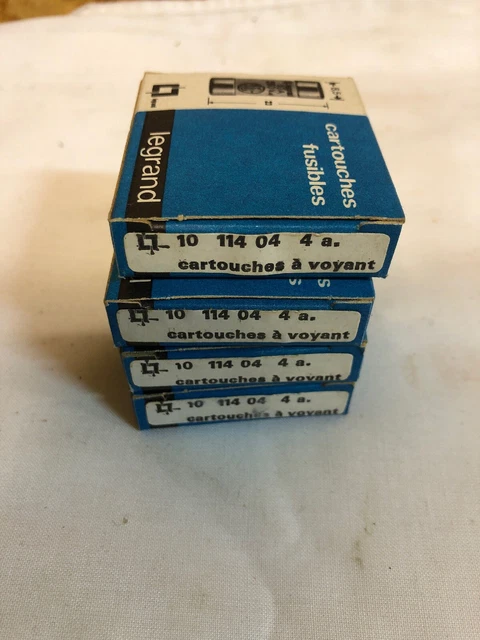 legrand
cartouches
fusibles
10 114 04 4 a.
cartouches à voyant
10 114 04 4 a.
cartouches à voyant
10 114 04 4 a.
cartouches à voyant
10 114 04 4 a.
cartouches à voyant